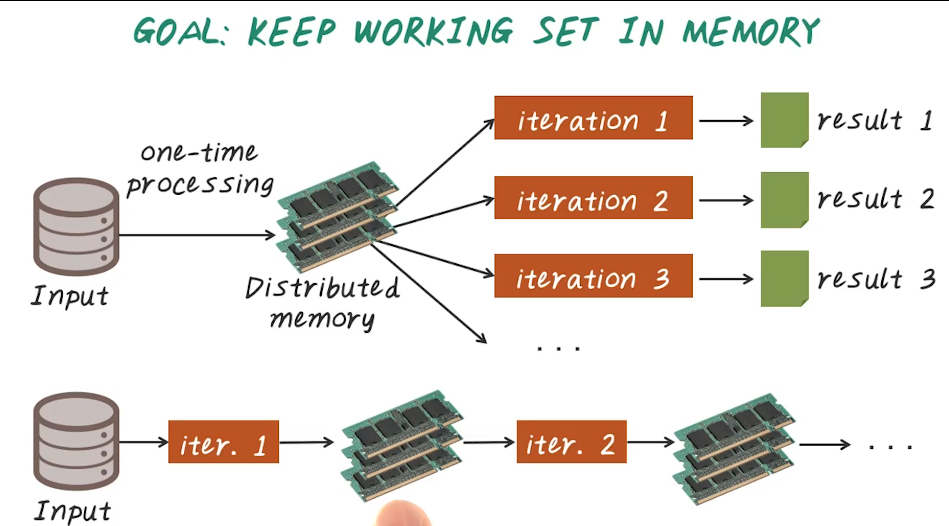 GOAL: KEEP WORKING SET IN MEMORY
one-time
processing
Input
Distributed
memory
iteration 1
result 1
iteration 2
result 2
iteration 3
result 3
...
Input
iter. 1
iter. 2
...